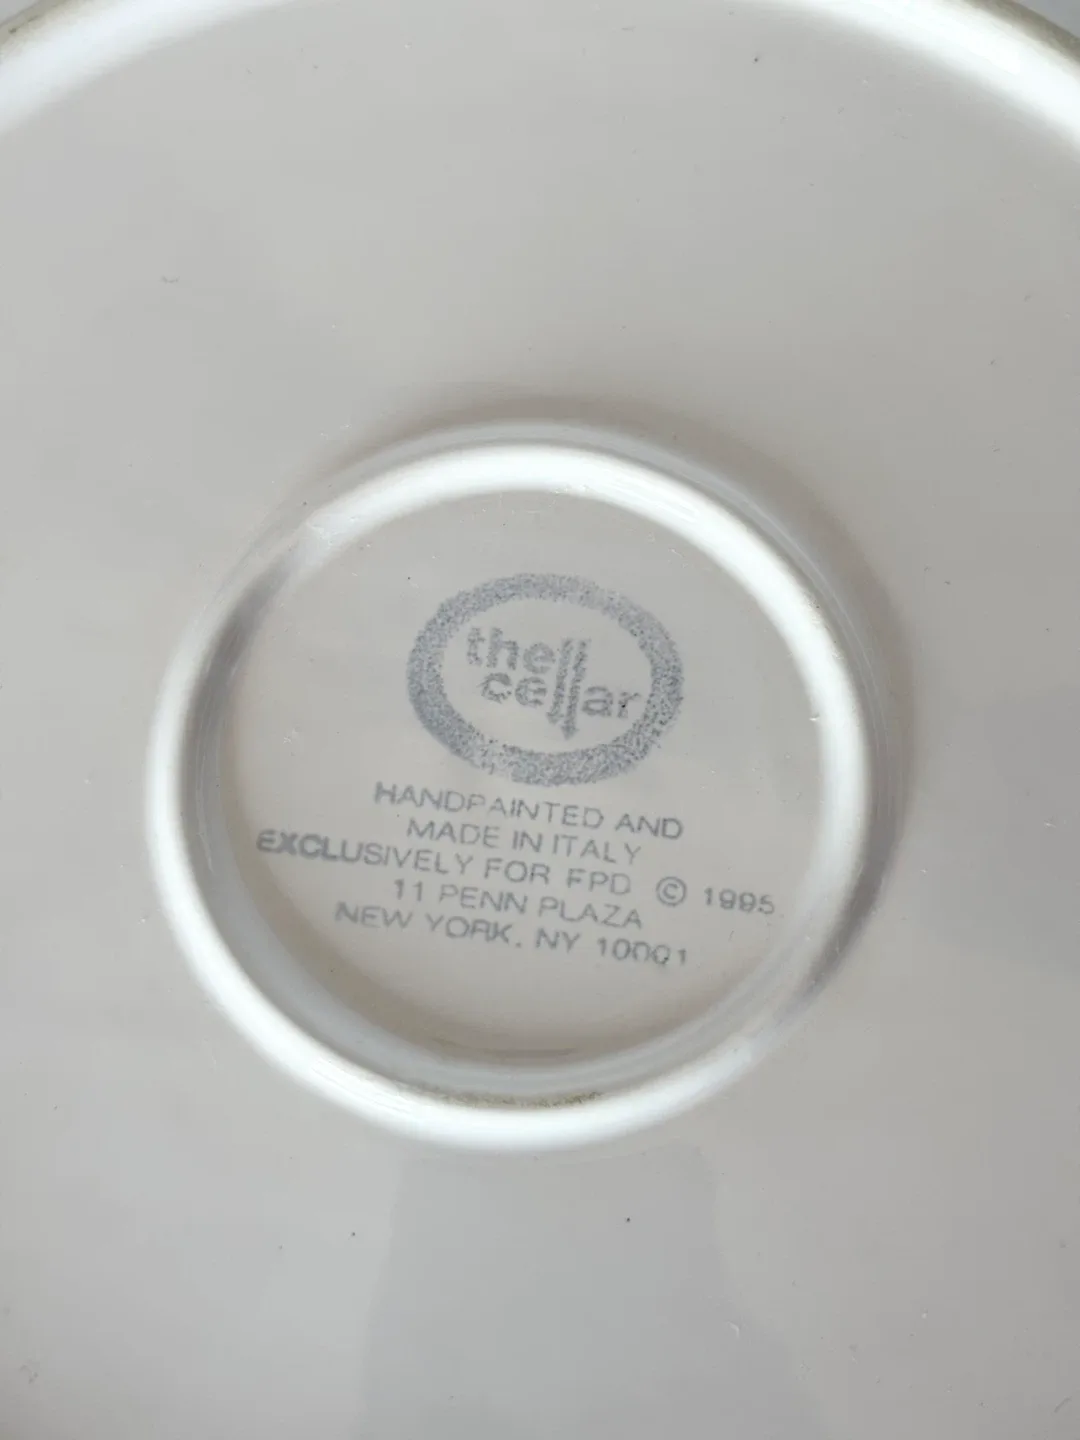 the
cellar
HANDPAINTED AND
MADE IN ITALY
EXCLUSIVELY FOR FPD © 1995
11 PENN PLAZA
NEW YORK, NY 10001